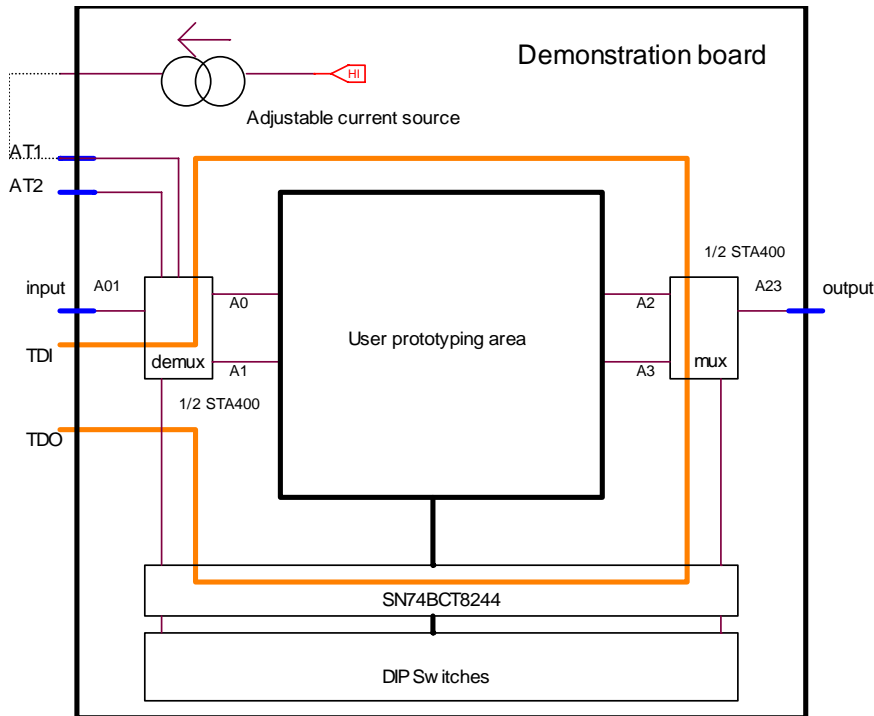 Demonstration board
HI
Adjustable current source
AT1
AT2
1/2 STA400
input
A01
A0
A2
A23
output
User prototyping area
TDI
demux
A1
A3
mux
1/2 STA400
TDO
SN74BCT8244
DIP Switches